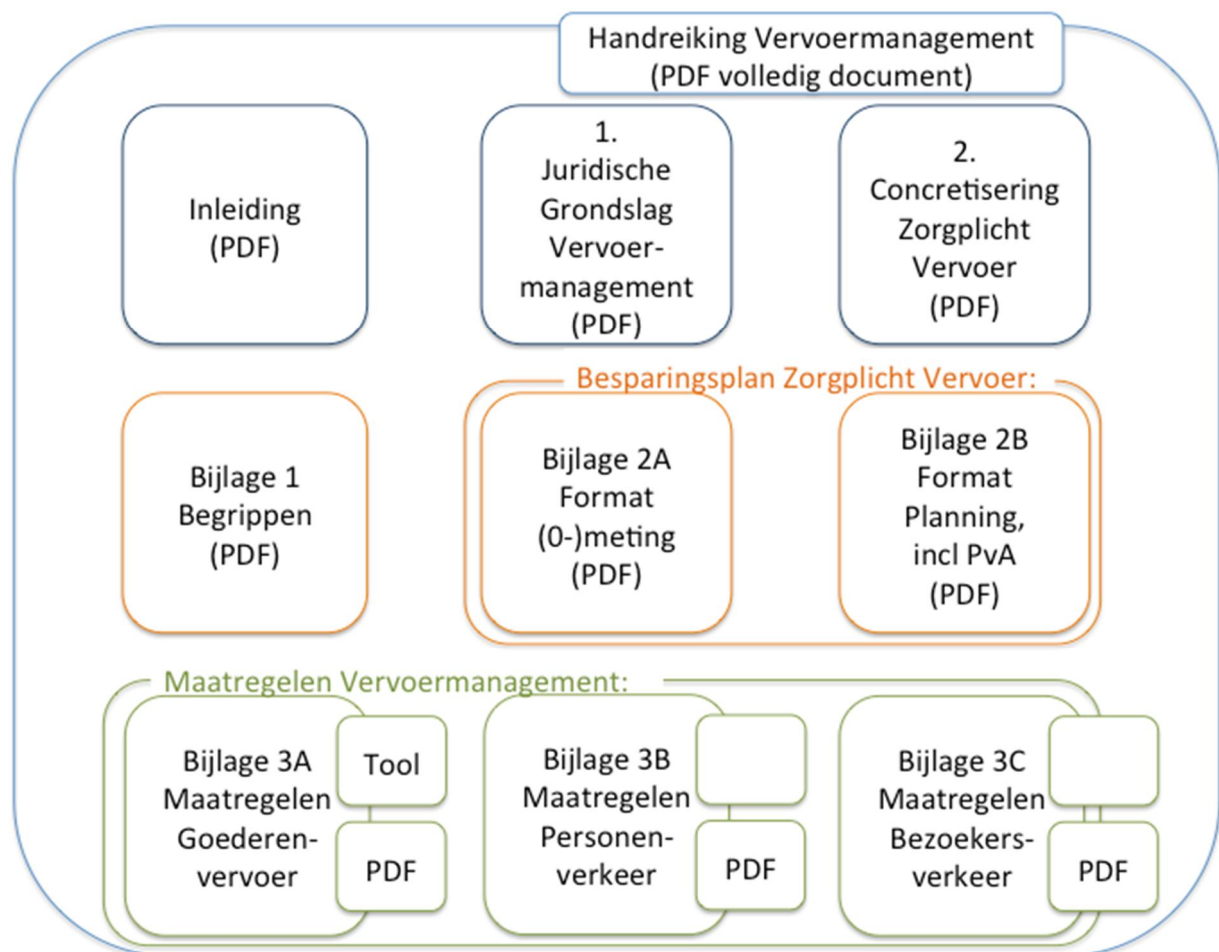 Handreiking Vervoermanagement
(PDF volledig document)
Inleiding
(PDF)
1.
Juridische
Grondslag
Vervoer-
management
(PDF)
2.
Concretisering
Zorgplicht
Vervoer
(PDF)
Besparingsplan Zorgplicht Vervoer:
Bijlage 1
Begrippen
(PDF)
Bijlage 2A
Format
(0-)meting
(PDF)
Bijlage 2B
Format
Planning,
incl PvA
(PDF)
Maatregelen Vervoermanagement:
Bijlage 3A
Maatregelen
Goederen-
vervoer
Tool
PDF
Bijlage 3B
Maatregelen
Personen-
verkeer
PDF
Bijlage 3C
Maatregelen
Bezoekers-
verkeer
PDF